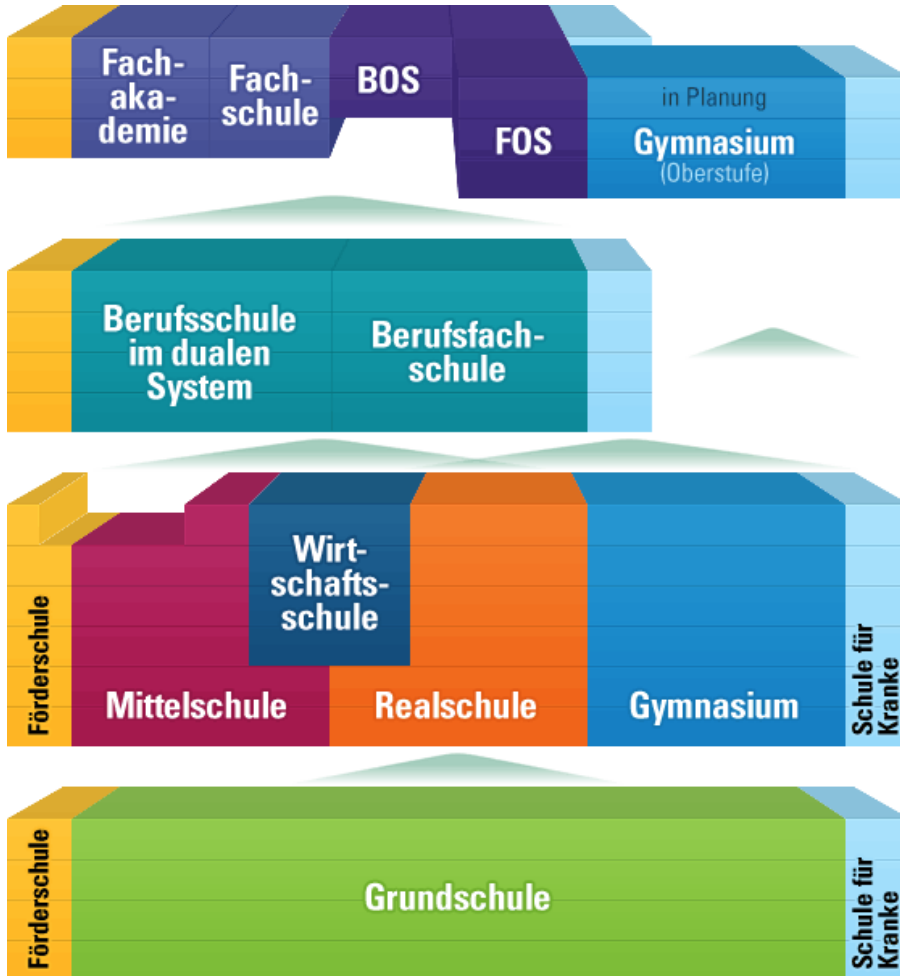 Fach-
aka-
demie
Fach-
schule
BOS
FOS
in Planung
Gymnasium
(Oberstufe)
Berufsschule
im dualen
System
Berufsfach-
schule
Förderschule
Mittelschule
Wirt-
schafts-
schule
Realschule
Gymnasium
Schule für
Kranke
Förderschule
Grundschule
Schule für
Kranke